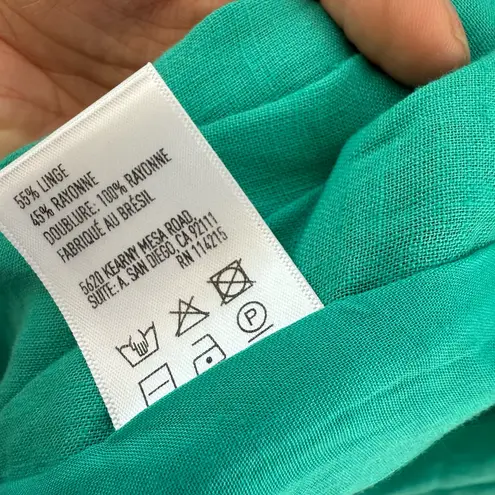 55% LINGE
45% RAYONNE
DOUBLURE: 100% RAYONNE
FABRIQUÉ AU BRÉSIL
5620 KEARNY MESA ROAD,
SUITE: A. SAN DIEGO, CA 92111
RN 114215
P